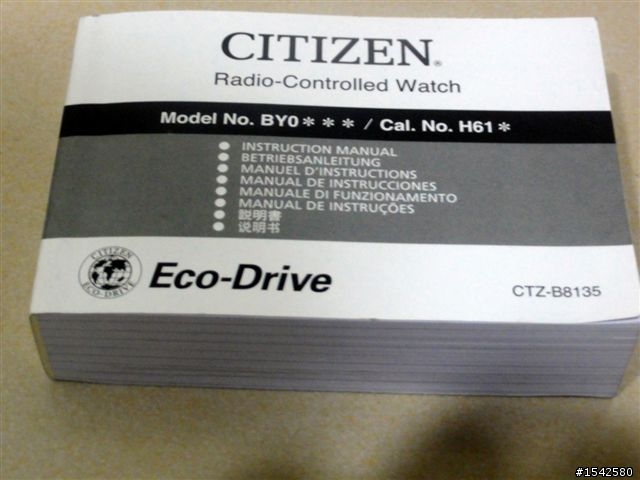 CITIZEN®
Radio-Controlled Watch
Model No. BY0＊＊＊ / Cal. No. H61＊
● INSTRUCTION MANUAL
● BETRIEBSANLEITUNG
● MANUEL D'INSTRUCTIONS
● MANUAL DE INSTRUCCIONES
● MANUALE DI FUNZIONAMENTO
● MANUAL DE INSTRUÇÕES
● 説明書
● 说明书
CITIZEN
ECO-DRIVE
Eco-Drive
CTZ-B8135
#1542580